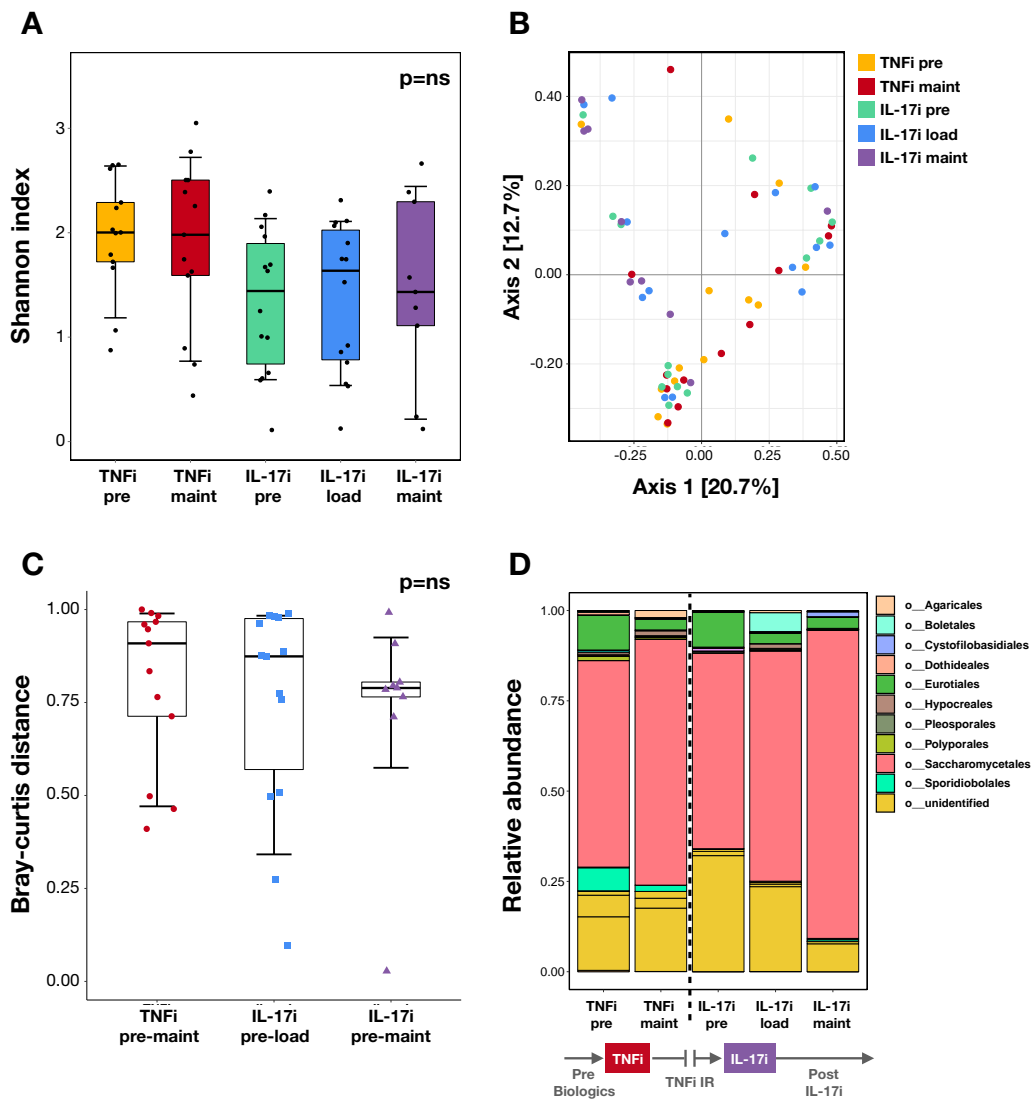 A
p=ns
Shannon index
3
2
1
0
TNFi
pre
TNFi
maint
IL-17i
pre
IL-17i
load
IL-17i
maint
B
TNFi pre
TNFi maint
IL-17i pre
IL-17i load
IL-17i maint
Axis 2 [12.7%]
0.40
0.20
0.00
-0.20
-0.25
0.00
0.25
0.50
Axis 1 [20.7%]
C
p=ns
Bray-curtis distance
1.00
0.75
0.50
0.25
0.00
TNFi
pre-maint
IL-17i
pre-load
IL-17i
pre-maint
D
Relative abundance
1.00
0.75
0.50
0.25
0.00
o__Agaricales
o__Boletales
o__Cystofilobasidiales
o__Dothideales
o__Eurotiales
o__Hypocreales
o__Pleosporales
o__Polyporales
o__Saccharomycetales
o__Sporidiobolales
o__unidentified
TNFi
pre
TNFi
maint
IL-17i
pre
IL-17i
load
IL-17i
maint
Pre
Biologics
TNFi
TNFi IR
IL-17i
Post
IL-17i